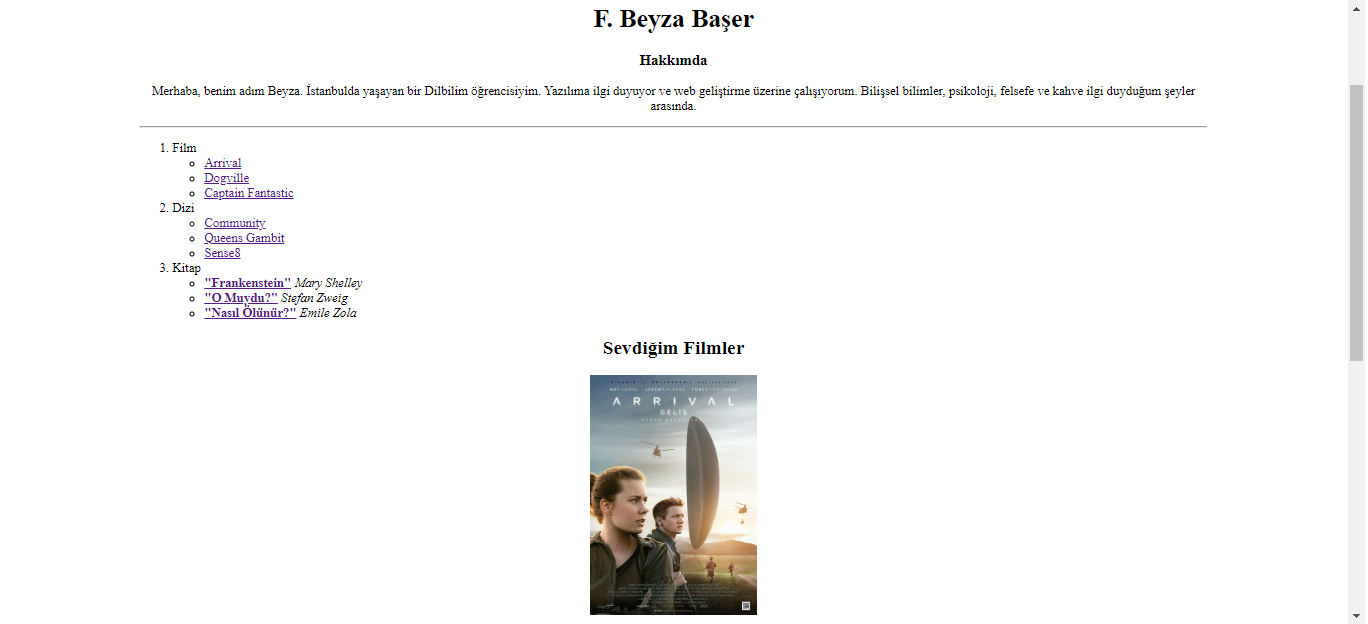 F. Beyza Başer
Hakkımda
Merhaba, benim adım Beyza. İstanbulda yaşayan bir Dilbilim öğrencisiyim. Yazılıma ilgi duyuyor ve web geliştirme üzerine çalışıyorum. Bilişsel bilimler, psikoloji, felsefe ve kahve ilgi duyduğum şeyler
arasında.
1. Film
Arrival
Dogville
Captain Fantastic
2. Dizi
Community
Queens Gambit
Sense8
3. Kitap
"Frankenstein" Mary Shelley
"O Muydu?" Stefan Zweig
"Nasıl Ölünür?" Emile Zola
Sevdiğim Filmler
ARRIVAL
GELİŞ